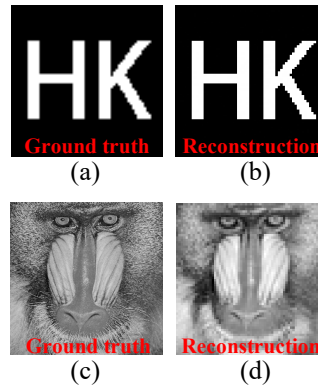 HK HK
Ground truth Reconstruction
(a) (b)
Ground truth Reconstruction
(c) (d)